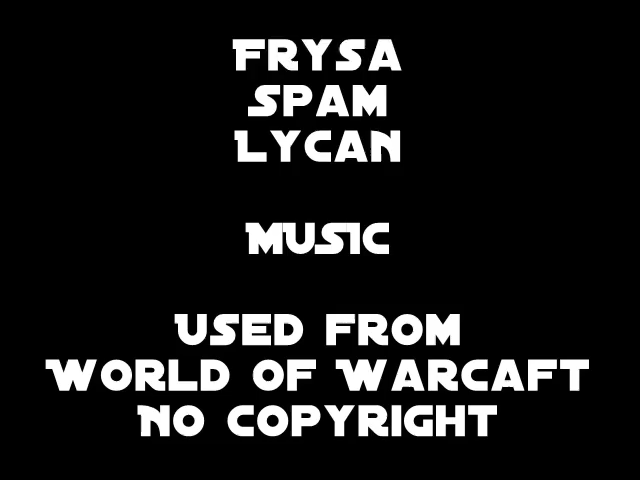 FRYSA
SPAM
LYCAN
MUSIC
USED FROM
WORLD OF WARCAFT
NO COPYRIGHT